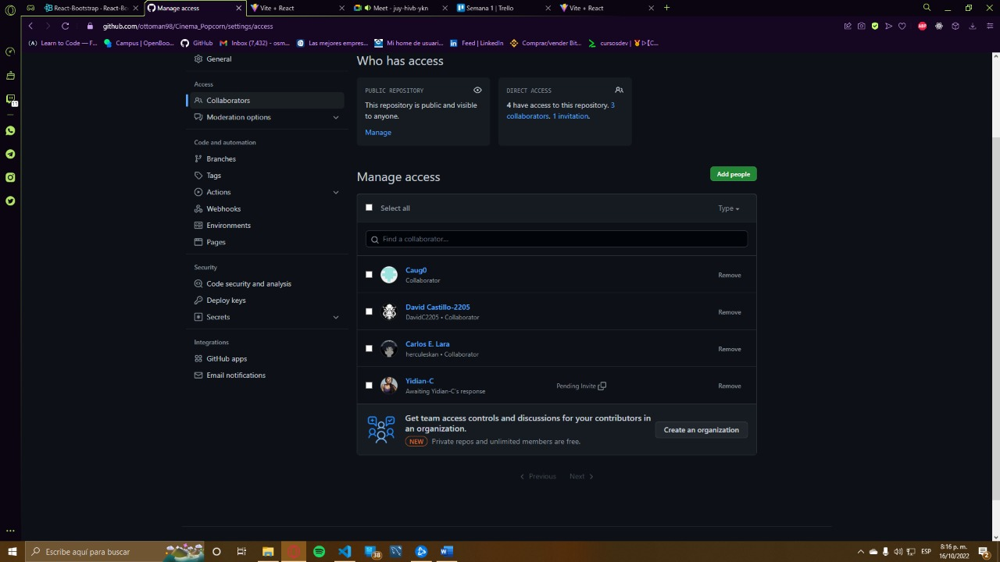 React-Bootstrap · React-Bo
Manage access
Vite + React
Meet - juy-hivb-ykn
Semana 1 | Trello
Vite + React
github.com/ottoman98/Cinema_Popcorn/settings/access
Learn to Code — F...
Campus | OpenBoo...
GitHub
Inbox (7,432) - osm...
Las mejores empres...
Mi home de usuari...
Feed | LinkedIn
Comprar/vender Bit...
cursosdev |
General
Access
Collaborators
Moderation options
Code and automation
Branches
Tags
Actions
Webhooks
Environments
Pages
Security
Code security and analysis
Deploy keys
Secrets
Integrations
GitHub apps
Email notifications
Who has access
PUBLIC REPOSITORY
This repository is public and visible
to anyone.
Manage
DIRECT ACCESS
4 have access to this repository. 3
collaborators. 1 invitation.
Manage access
Add people
Select all
Type
Find a collaborator...
Caug0
Collaborator
Remove
David Castillo-2205
DavidC2205 • Collaborator
Remove
Carlos E. Lara
herculeskan • Collaborator
Remove
Yidian-C
Awaiting Yidian-C's response
Pending Invite
Remove
Get team access controls and discussions for your contributors in
an organization.
NEW Private repos and unlimited members are free.
Create an organization
Previous
Next
Escribe aquí para buscar
38
ESP
8:16 p. m.
16/10/2022
2